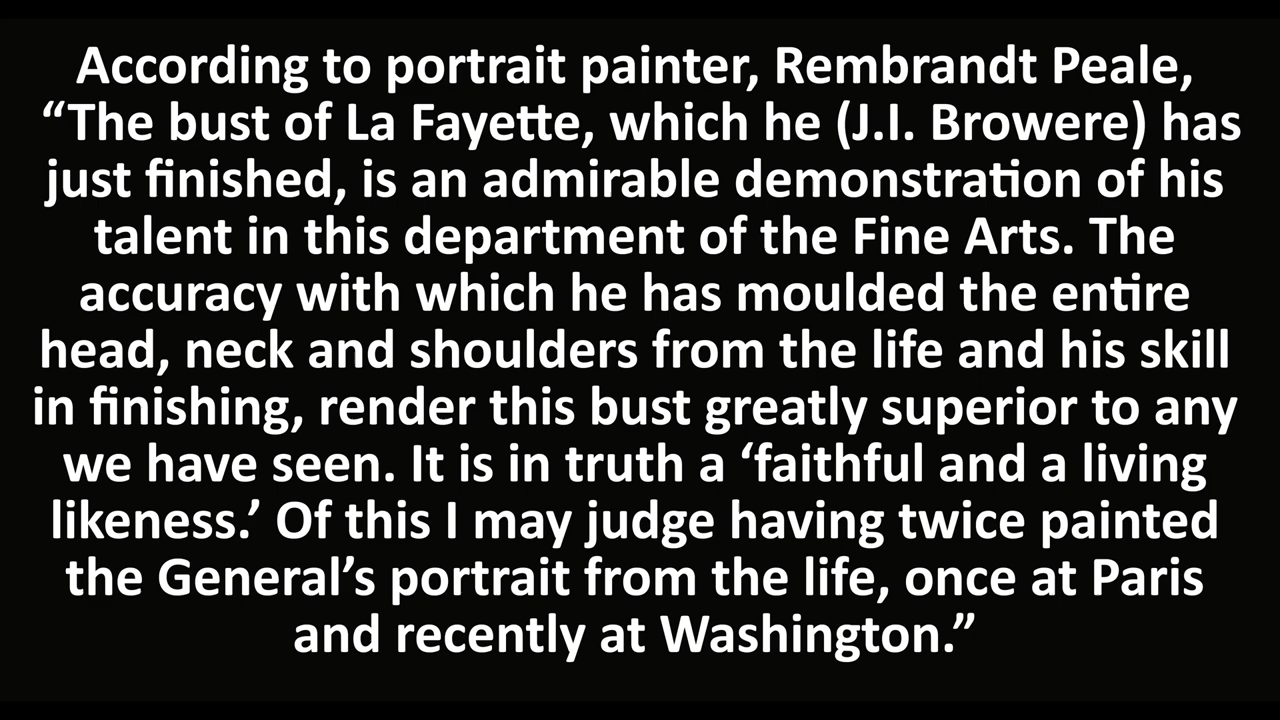 According to portrait painter, Rembrandt Peale,
“The bust of La Fayette, which he (J.I. Browere) has
just finished, is an admirable demonstration of his
talent in this department of the Fine Arts. The
accuracy with which he has moulded the entire
head, neck and shoulders from the life and his skill
in finishing, render this bust greatly superior to any
we have seen. It is in truth a ‘faithful and a living
likeness.’ Of this I may judge having twice painted
the General’s portrait from the life, once at Paris
and recently at Washington.”